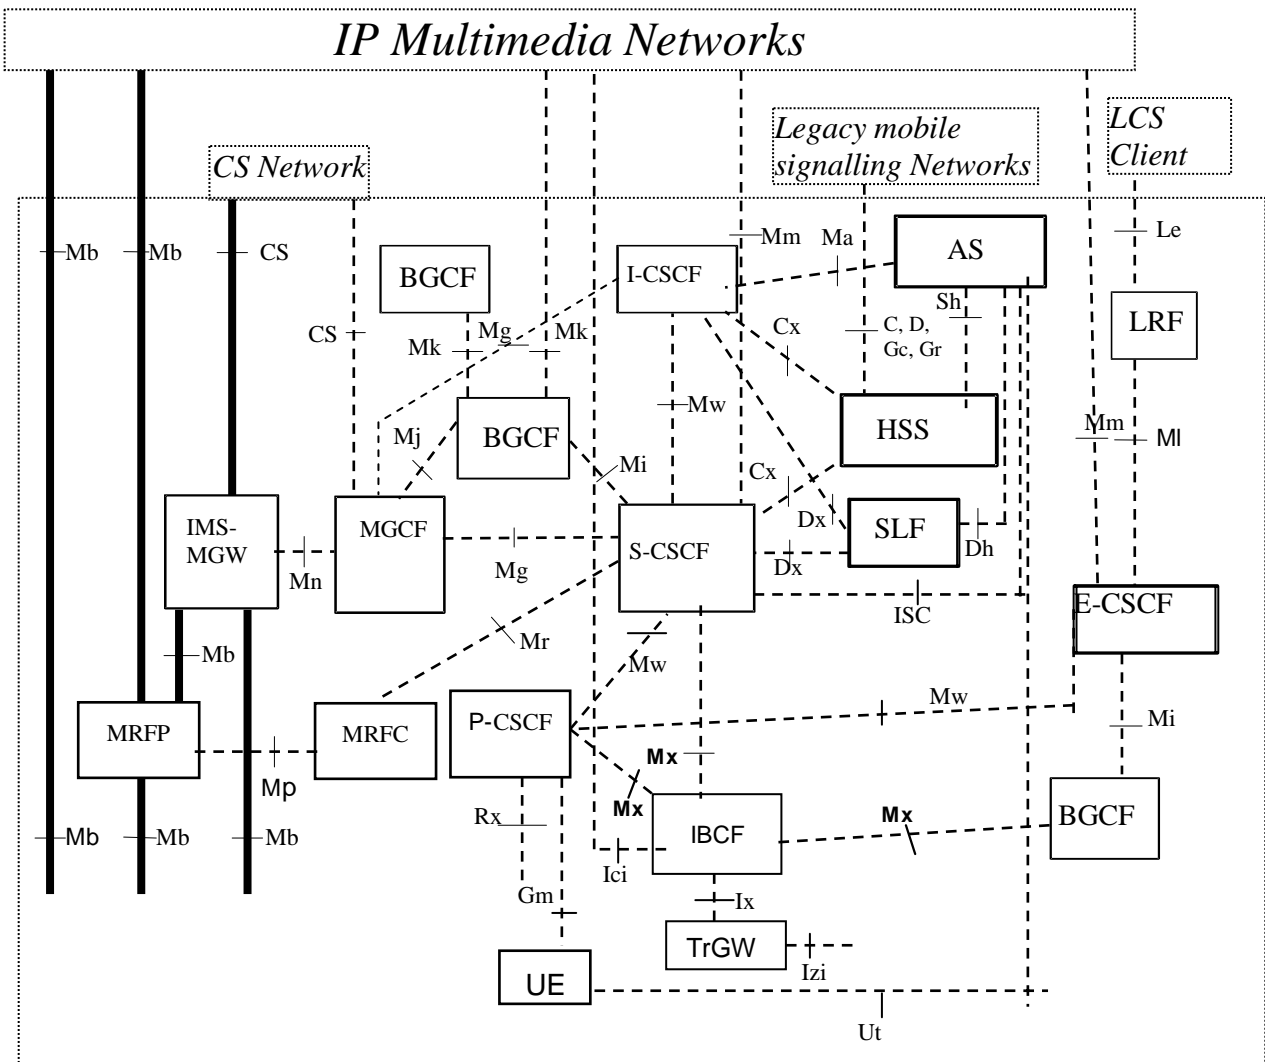 IP Multimedia Networks
Legacy mobile
signalling Networks
LCS
Client
CS Network
Mb
Mb
CS
BGCF
I-CSCF
Mm
Ma
AS
Le
CS
Mk
Mg
Mk
Cx
Sh
C, D,
Gc, Gr
LRF
Mj
BGCF
Mi
Mw
HSS
Cx
Mm
Ml
IMS-
MGW
Mn
MGCF
Mg
S-CSCF
Dx
Dx
SLF
Dh
ISC
E-CSCF
Mb
Mr
Mw
Mw
Mi
MRFP
Mp
MRFC
P-CSCF
Mx
Mx
Mx
Mb
Mb
Mb
Rx
Gm
IBCF
Ici
BGCF
Ix
TrGW
Izi
UE
Ut